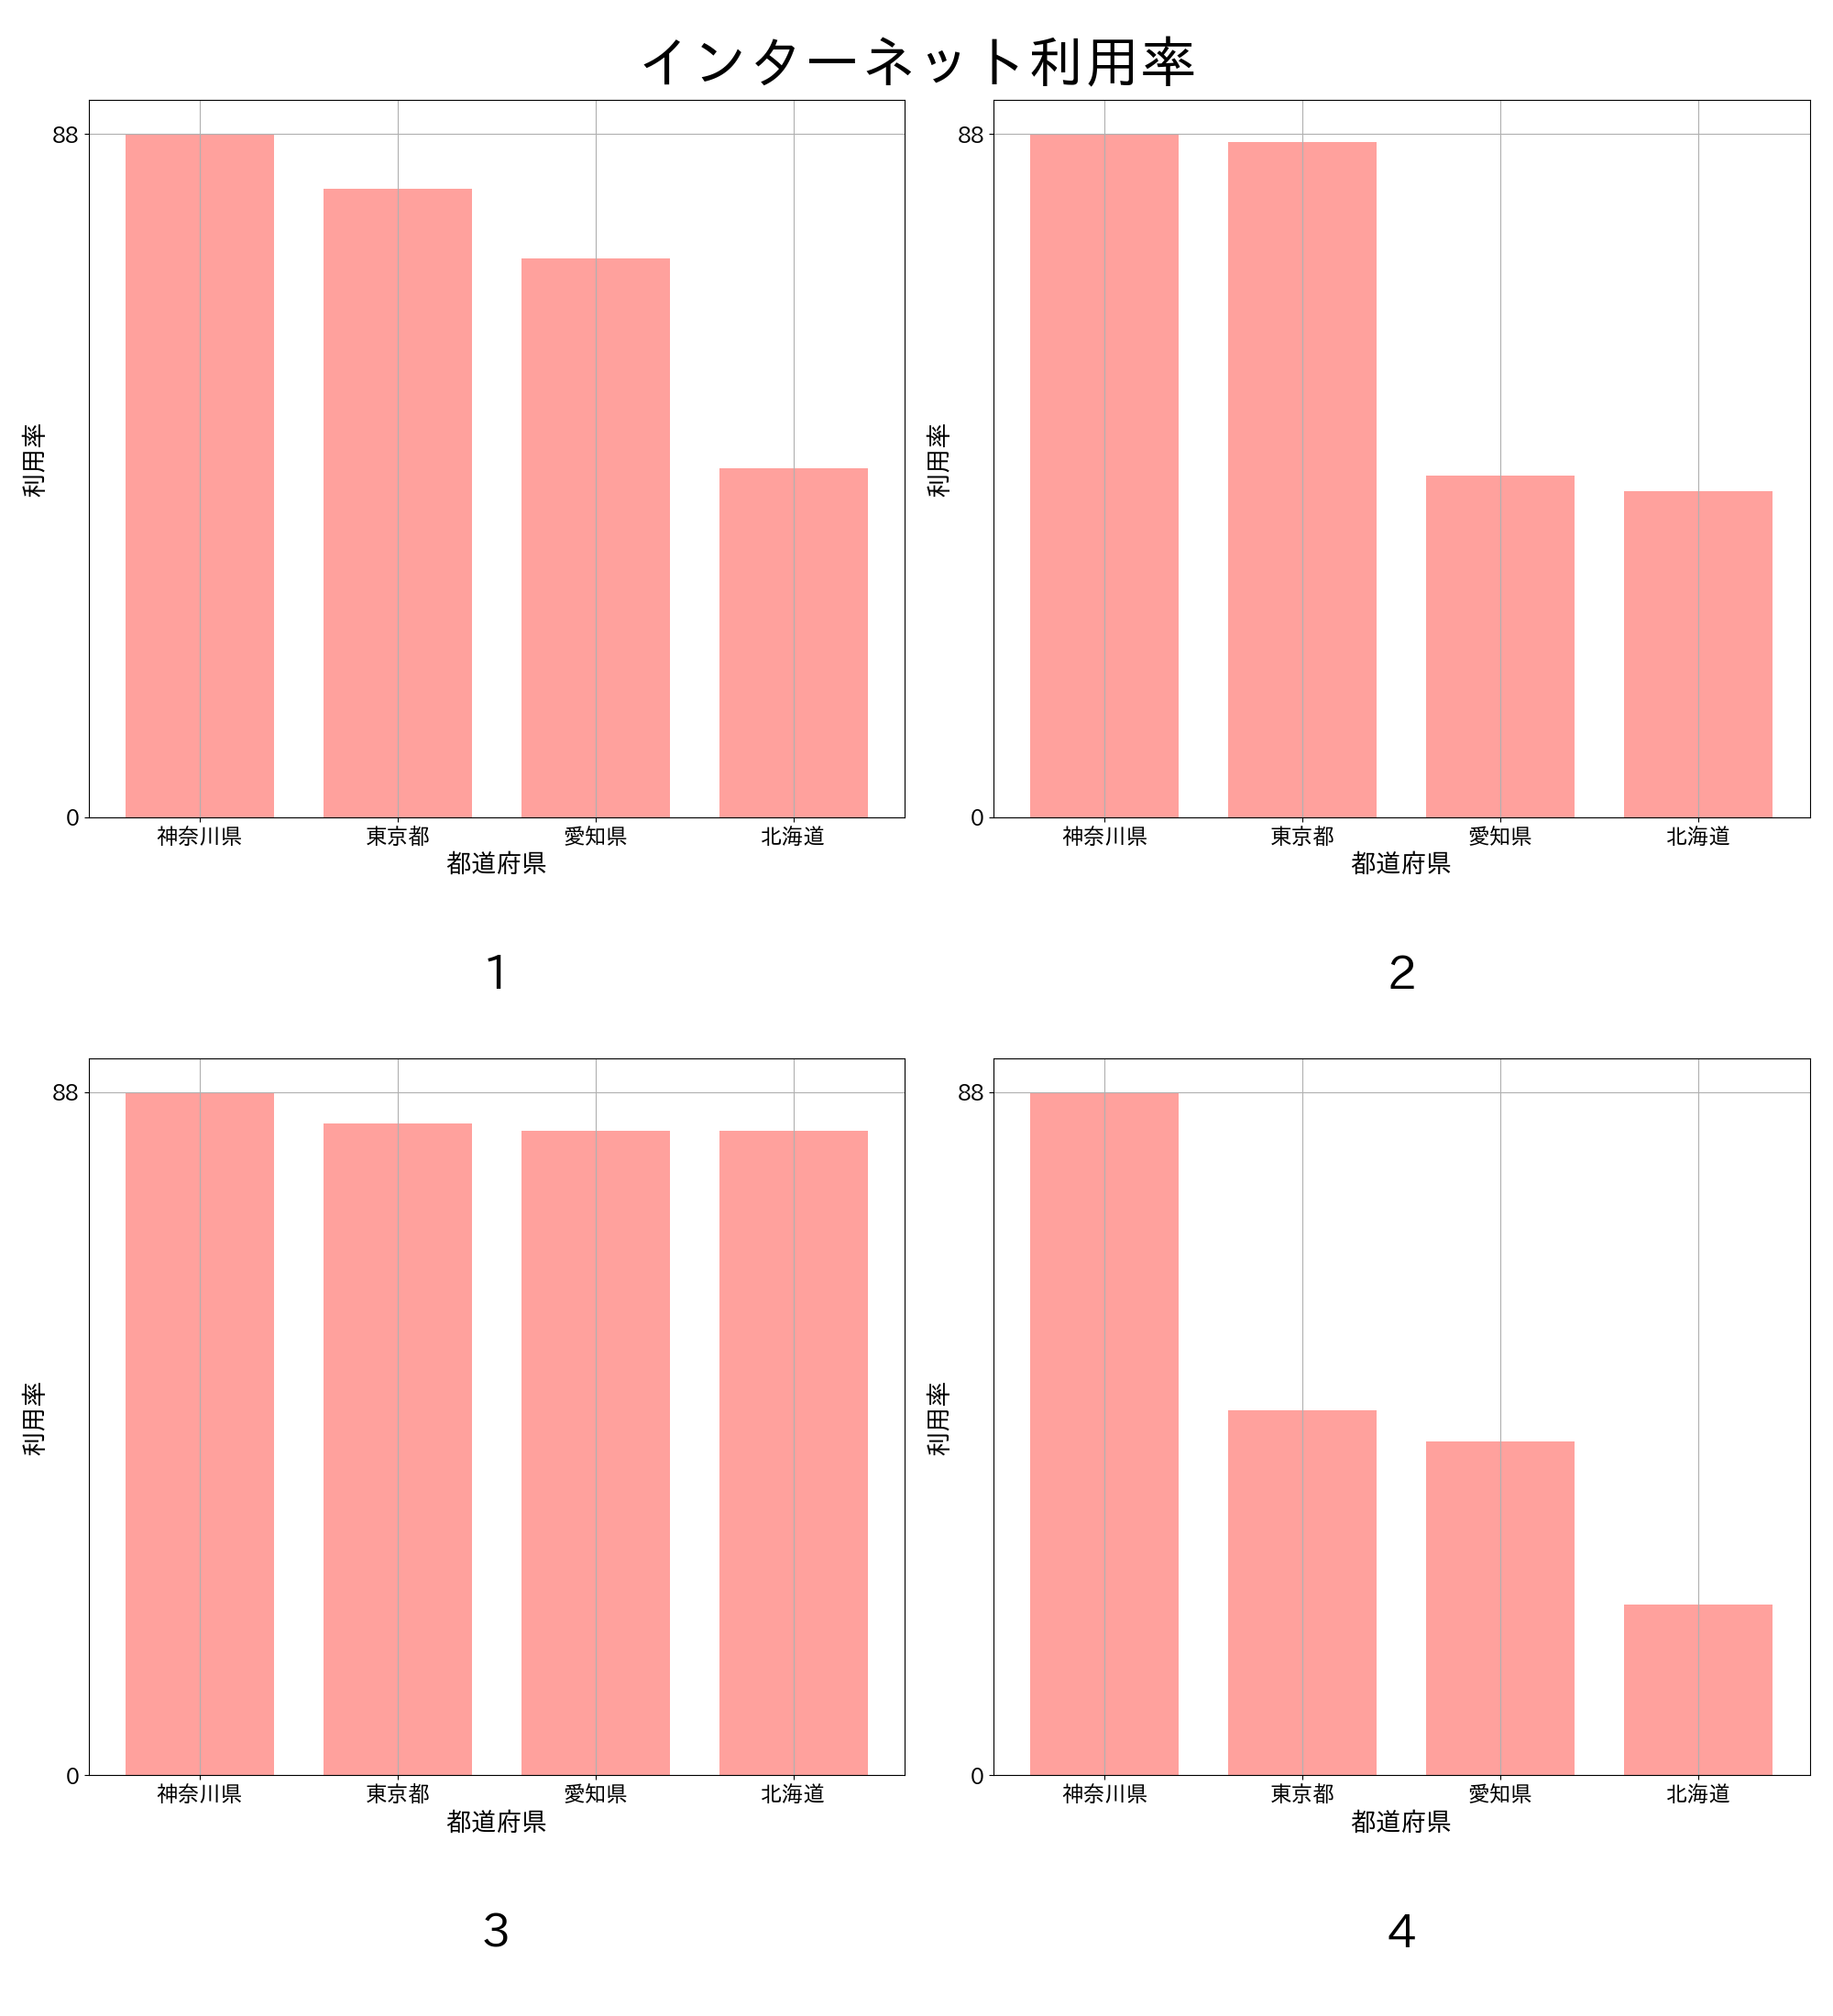 インターネット利用率
88
0
利用率
神奈川県 東京都 愛知県 北海道
都道府県
1
88
0
利用率
神奈川県 東京都 愛知県 北海道
都道府県
2
88
0
利用率
神奈川県 東京都 愛知県 北海道
都道府県
3
88
0
利用率
神奈川県 東京都 愛知県 北海道
都道府県
4